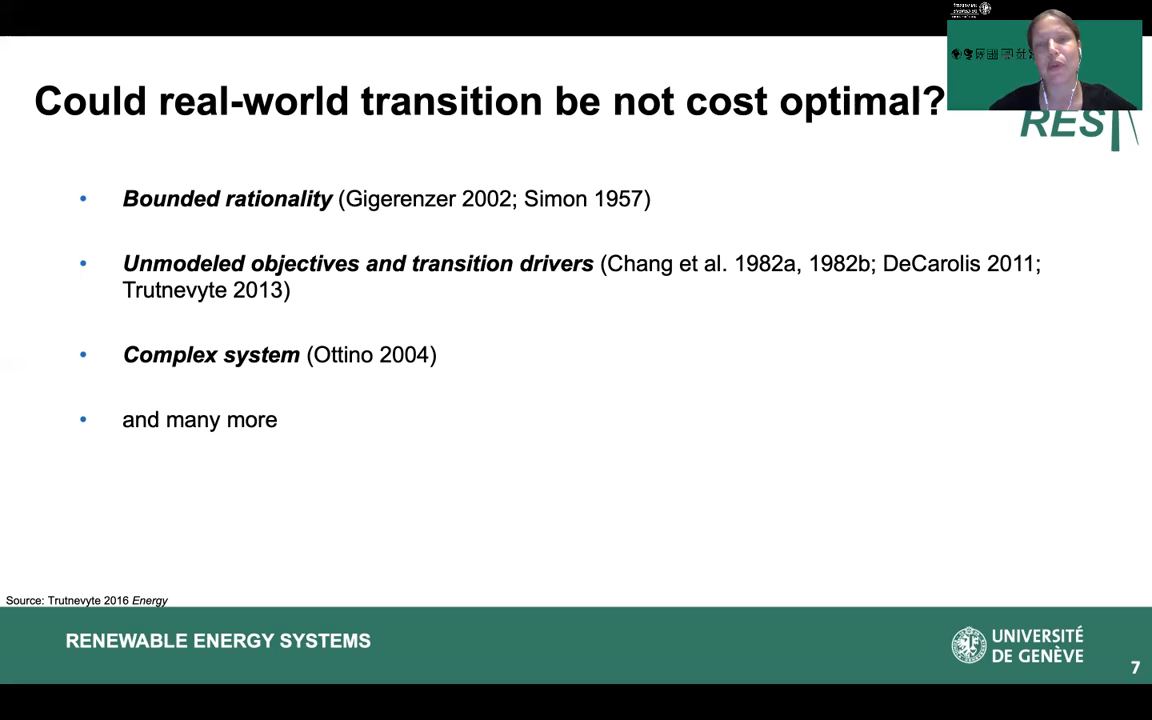 Could real-world transition be not cost optimal?
REST
• Bounded rationality (Gigerenzer 2002; Simon 1957)
• Unmodeled objectives and transition drivers (Chang et al. 1982a, 1982b; DeCarolis 2011;
Trutnevyte 2013)
• Complex system (Ottino 2004)
• and many more
Source: Trutnevyte 2016 Energy
RENEWABLE ENERGY SYSTEMS
UNIVERSITÉ
DE GENÈVE
7